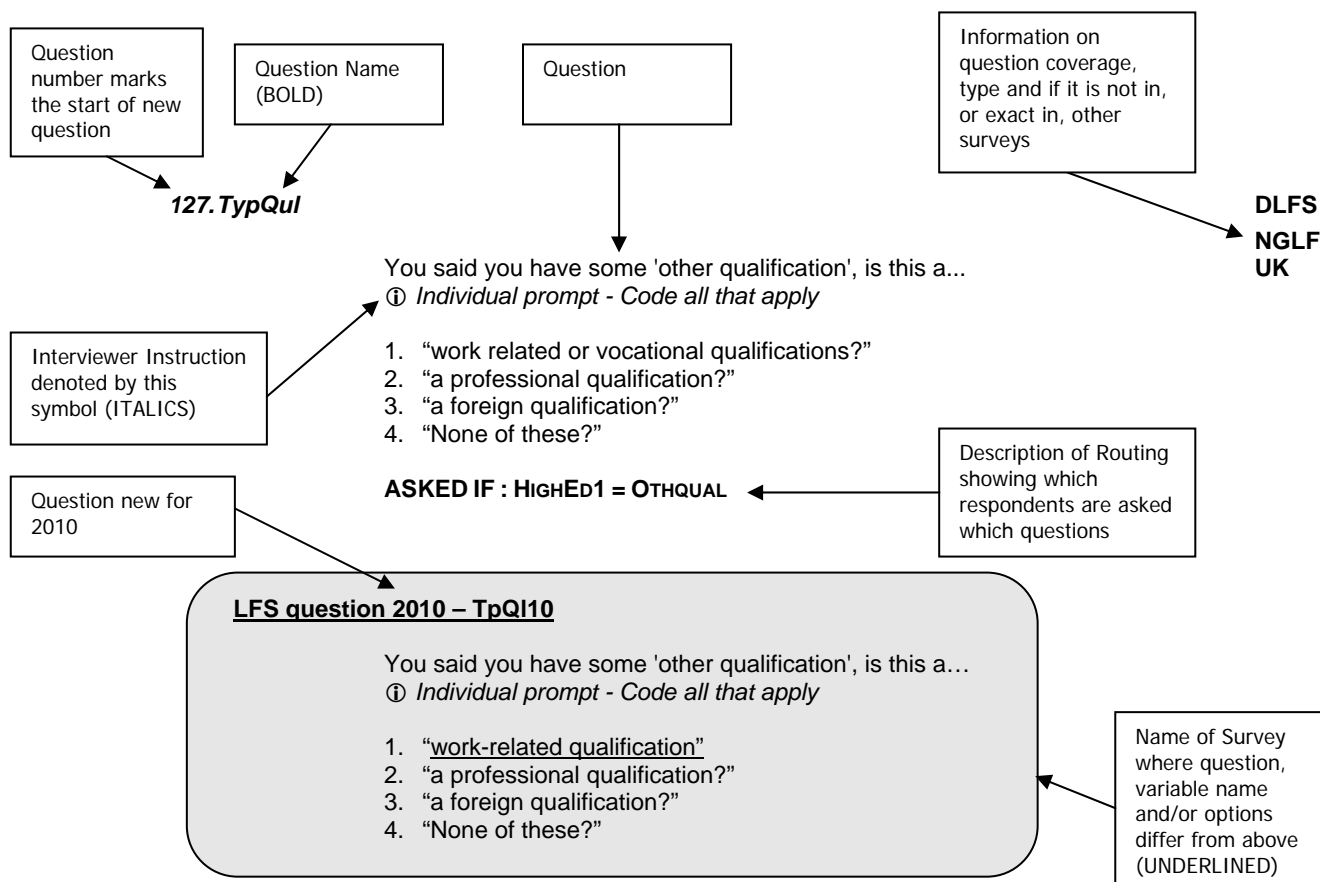 Question
number marks
the start of new
question
Question Name
(BOLD)
Question
Information on
question coverage,
type and if it is not in,
or exact in, other
surveys
127.TypQul
DLFS
NGLF
UK
You said you have some 'other qualification', is this a...
ⓘ Individual prompt - Code all that apply
Interviewer Instruction
denoted by this
symbol (ITALICS)
1. “work related or vocational qualifications?”
2. “a professional qualification?”
3. “a foreign qualification?”
4. “None of these?”
ASKED IF : HIGHED1 = OTHQUAL
Description of Routing
showing which
respondents are asked
which questions
Question new for
2010
LFS question 2010 – TpQl10
You said you have some 'other qualification', is this a…
ⓘ Individual prompt - Code all that apply
1. “work-related qualification”
2. “a professional qualification?”
3. “a foreign qualification?”
4. “None of these?”
Name of Survey
where question,
variable name
and/or options
differ from above
(UNDERLINED)